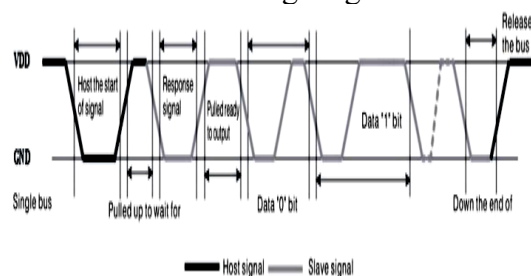 Release
the bus
VDD
Host the start
of signal
Response
signal
Pulled ready
to output
Data "1" bit
GND
Single bus
Pulled up to wait for
Data "0" bit
Down the end of
Host signal
Slave signal